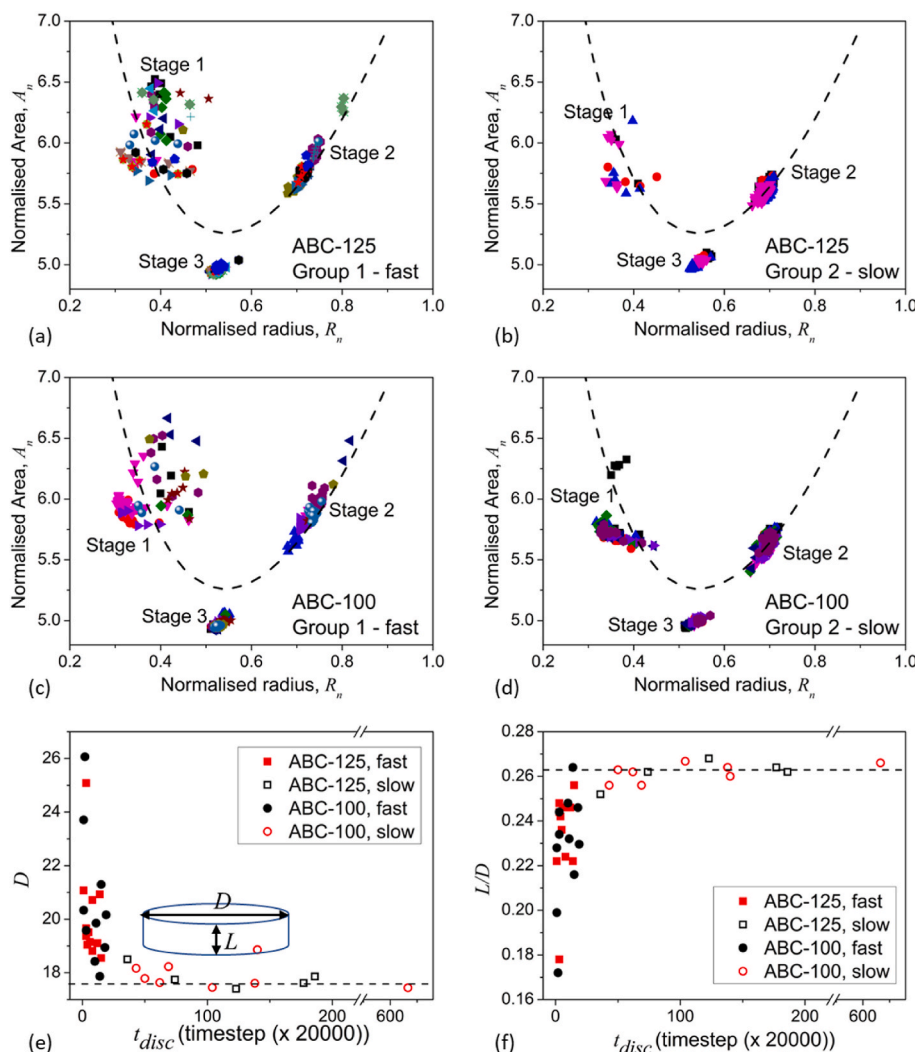 7.0
6.5
6.0
5.5
5.0
Normalised Area, Aₙ
Stage 1
Stage 2
Stage 3
ABC-125
Group 1 - fast
0.2 0.4 0.6 0.8 1.0
Normalised radius, Rₙ
(a)
7.0
6.5
6.0
5.5
5.0
Normalised Area, Aₙ
Stage 1
Stage 2
Stage 3
ABC-125
Group 2 - slow
0.2 0.4 0.6 0.8 1.0
Normalised radius, Rₙ
(b)
7.0
6.5
6.0
5.5
5.0
Normalised Area, Aₙ
Stage 1
Stage 2
Stage 3
ABC-100
Group 1 - fast
0.2 0.4 0.6 0.8 1.0
Normalised radius, Rₙ
(c)
7.0
6.5
6.0
5.5
5.0
Normalised Area, Aₙ
Stage 1
Stage 2
Stage 3
ABC-100
Group 2 - slow
0.2 0.4 0.6 0.8 1.0
Normalised radius, Rₙ
(d)
26
24
22
20
18
D
ABC-125, fast
ABC-125, slow
ABC-100, fast
ABC-100, slow
D
L
0 100 200 600
t_disc (timestep (x 20000))
(e)
0.28
0.26
0.24
0.22
0.20
0.18
0.16
L/D
ABC-125, fast
ABC-125, slow
ABC-100, fast
ABC-100, slow
0 100 200 600
t_disc (timestep (x 20000))
(f)